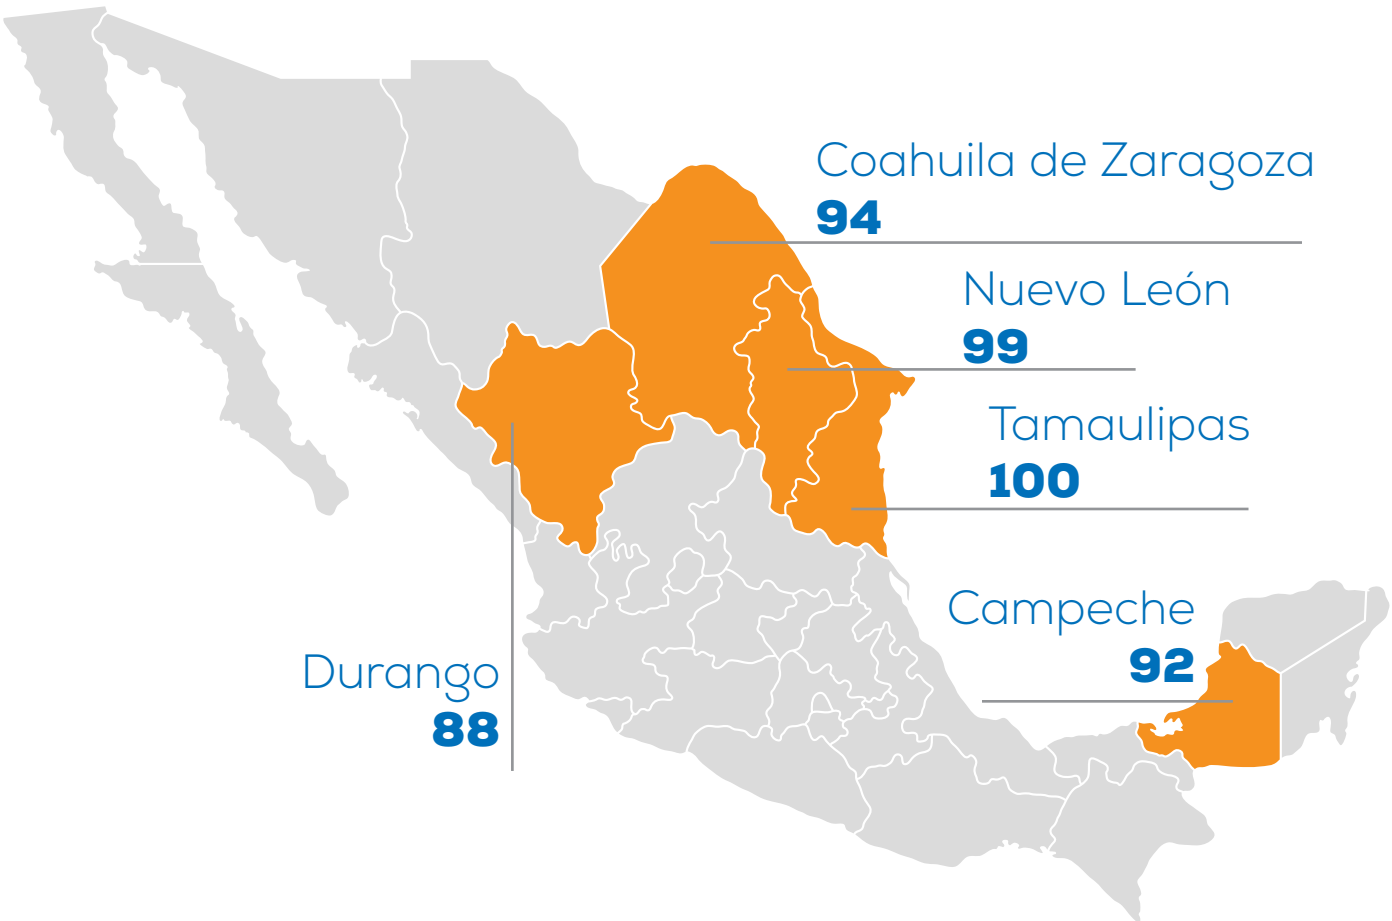 Coahuila de Zaragoza
94
Nuevo León
99
Tamaulipas
100
Campeche
92
Durango
88